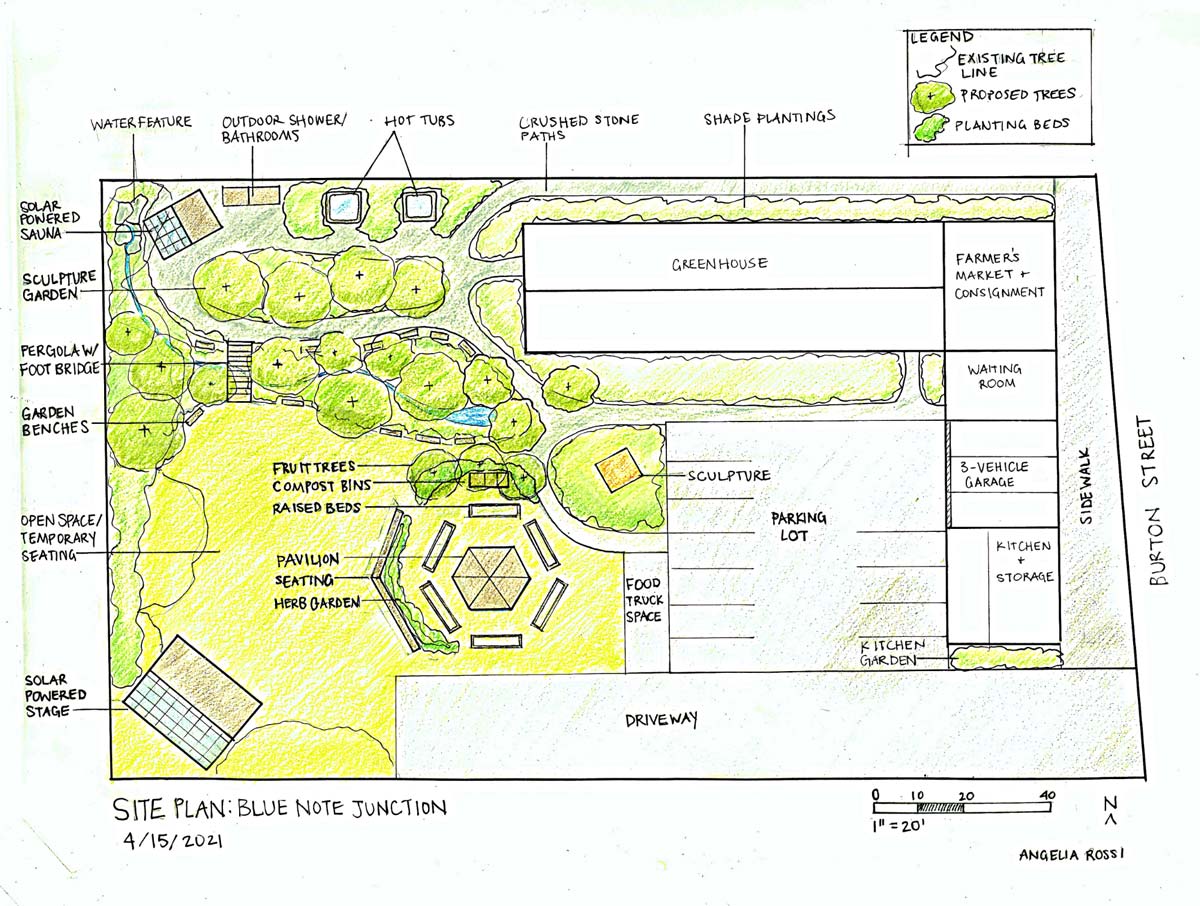 LEGEND
EXISTING TREE
LINE
PROPOSED TREES
PLANTING BEDS
WATER FEATURE
OUTDOOR SHOWER/
BATHROOMS
HOT TUBS
CRUSHED STONE
PATHS
SHADE PLANTINGS
SOLAR
POWERED
SAUNA
SCULPTURE
GARDEN
PERGOLA W/
FOOT BRIDGE
GARDEN
BENCHES
OPEN SPACE/
TEMPORARY
SEATING
SOLAR
POWERED
STAGE
GREENHOUSE
FARMER'S
MARKET +
CONSIGNMENT
WAITING
ROOM
3-VEHICLE
GARAGE
KITCHEN
+
STORAGE
SIDEWALK
BURTON STREET
FRUIT TREES
COMPOST BINS
RAISED BEDS
PAVILION
SEATING
HERB GARDEN
SCULPTURE
PARKING
LOT
FOOD
TRUCK
SPACE
KITCHEN
GARDEN
DRIVEWAY
SITE PLAN: BLUE NOTE JUNCTION
4/15/2021
0 10 20 40
1" = 20'
N
ANGELIA ROSSI